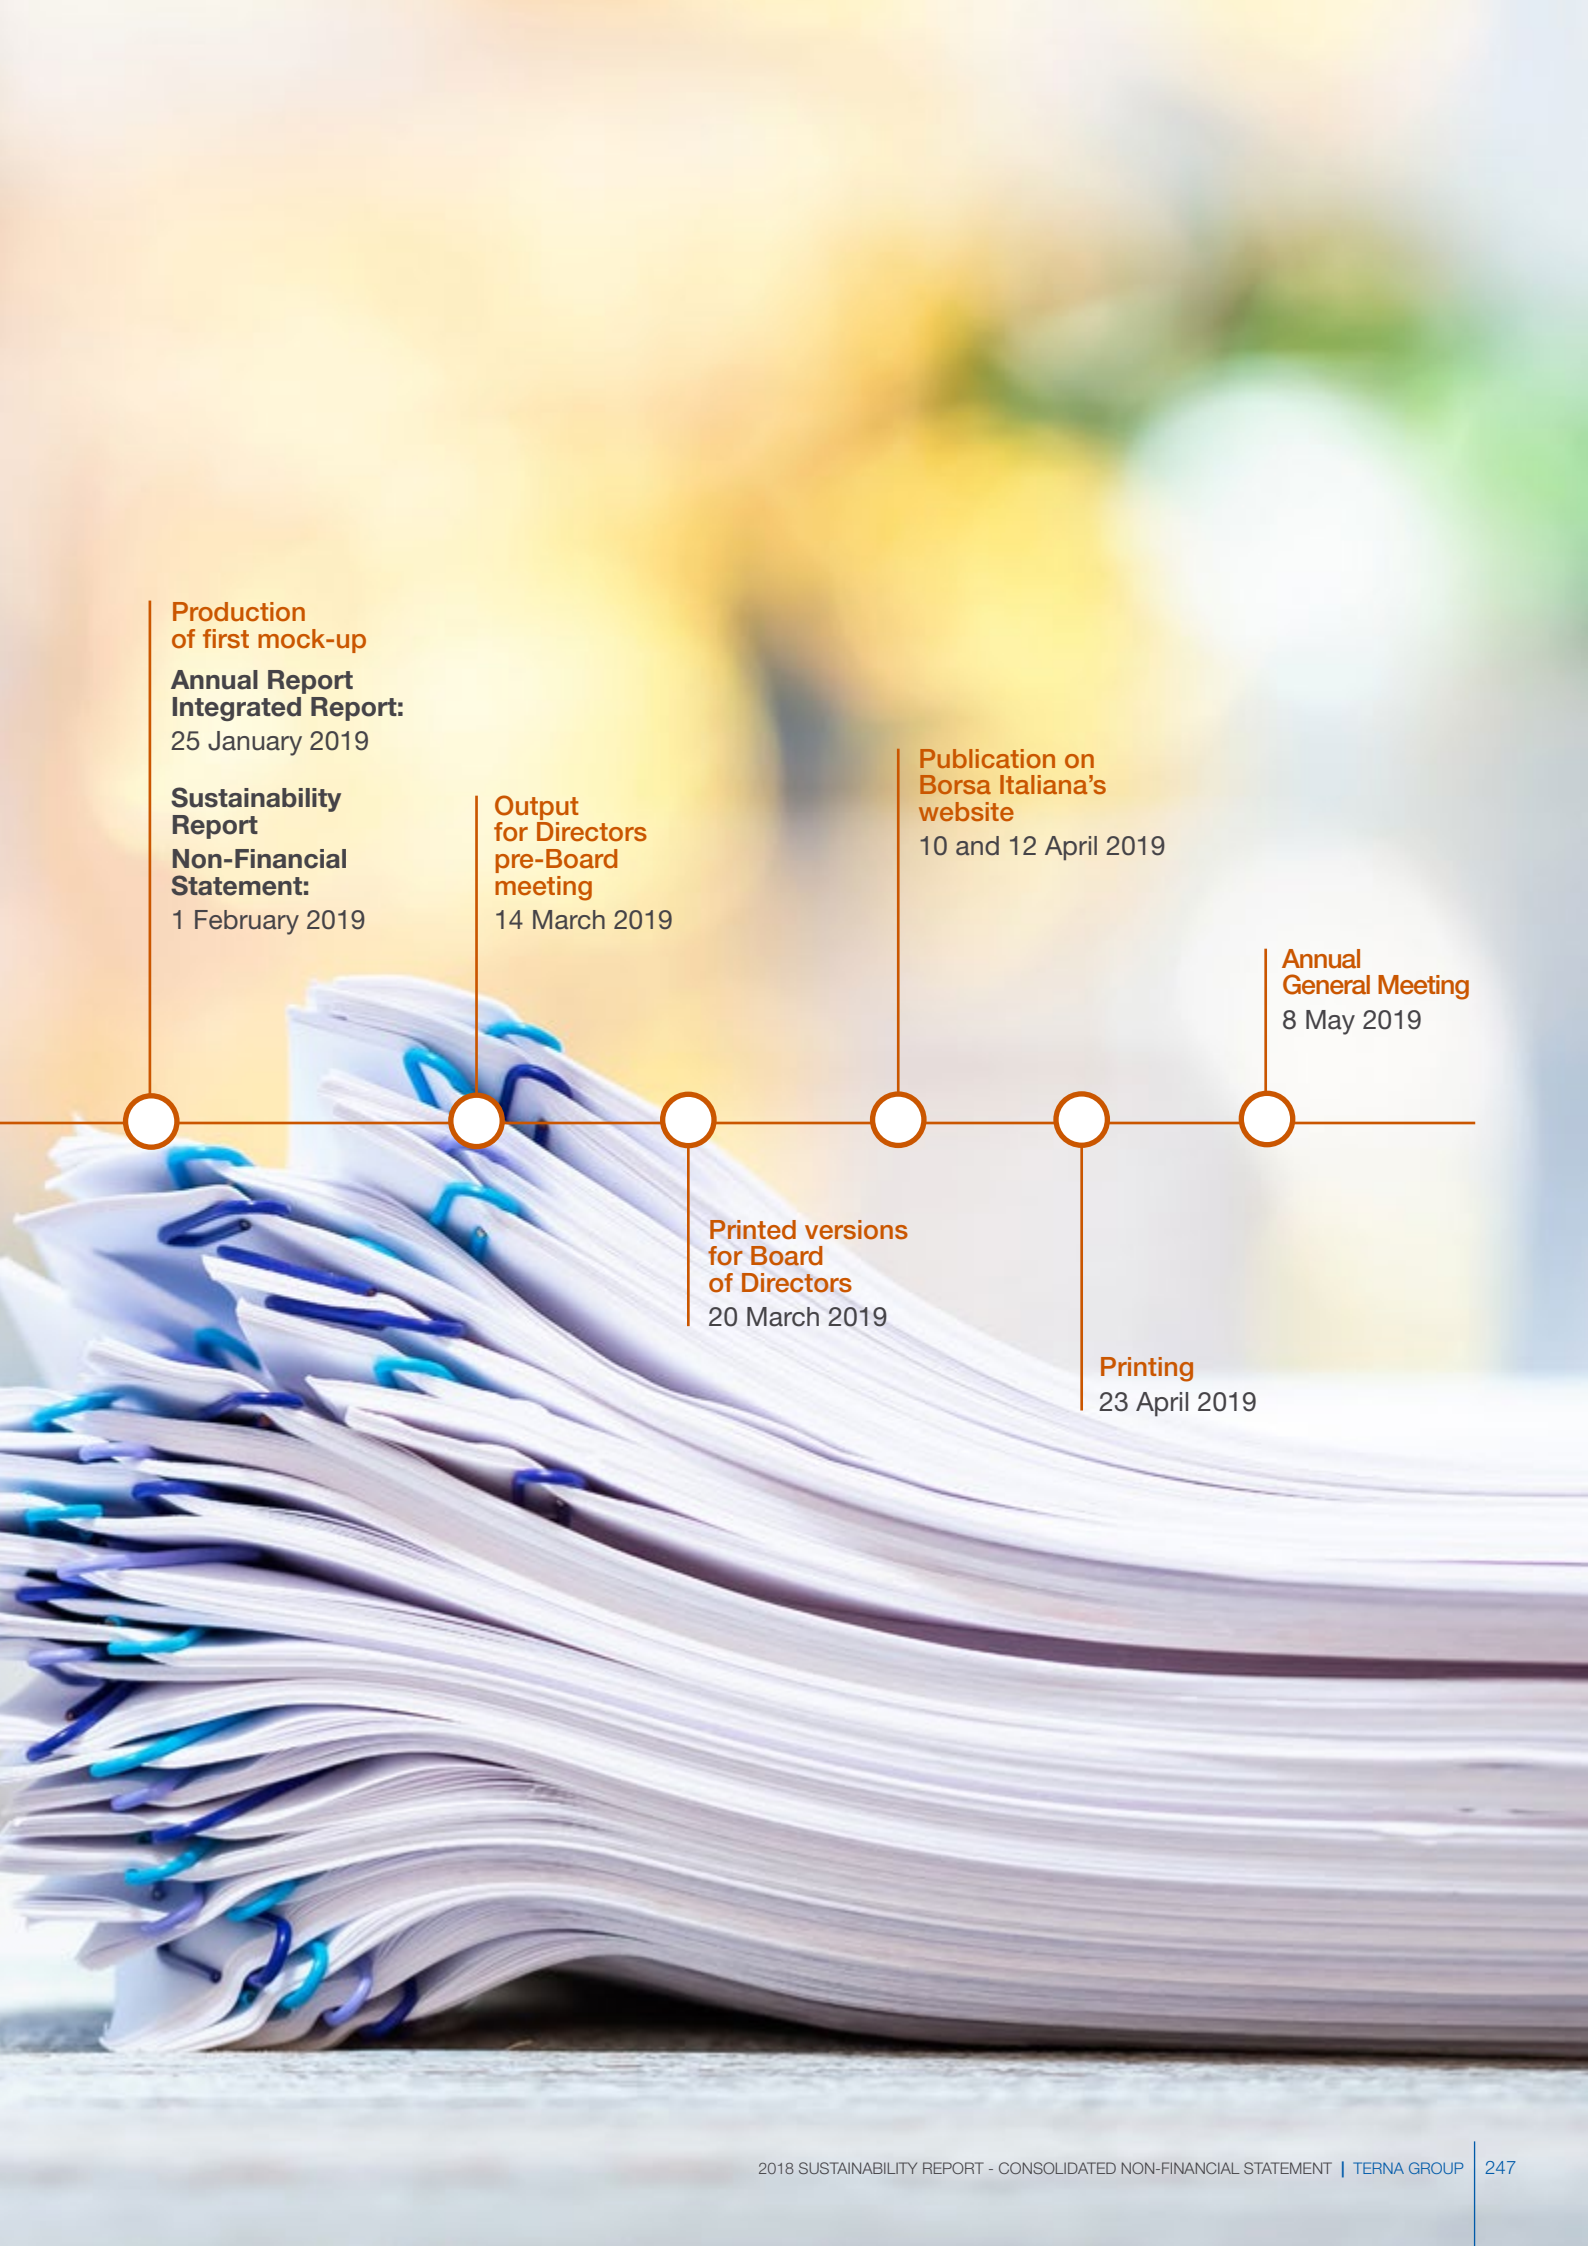 Production
of first mock-up
Annual Report
Integrated Report:
25 January 2019
Sustainability
Report
Non-Financial
Statement:
1 February 2019
Output
for Directors
pre-Board
meeting
14 March 2019
Printed versions
for Board
of Directors
20 March 2019
Publication on
Borsa Italiana’s
website
10 and 12 April 2019
Printing
23 April 2019
Annual
General Meeting
8 May 2019
2018 SUSTAINABILITY REPORT - CONSOLIDATED NON-FINANCIAL STATEMENT | TERNA GROUP 247